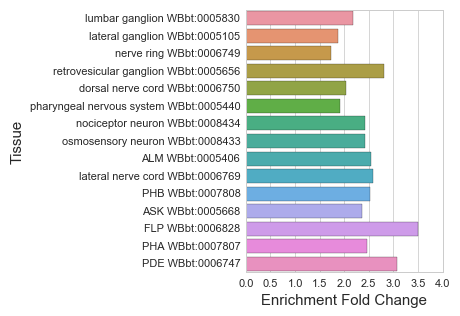 lumbar ganglion WBbt:0005830
lateral ganglion WBbt:0005105
nerve ring WBbt:0006749
retrovesicular ganglion WBbt:0005656
dorsal nerve cord WBbt:0006750
pharyngeal nervous system WBbt:0005440
nociceptor neuron WBbt:0008434
osmosensory neuron WBbt:0008433
ALM WBbt:0005406
lateral nerve cord WBbt:0006769
PHB WBbt:0007808
ASK WBbt:0005668
FLP WBbt:0006828
PHA WBbt:0007807
PDE WBbt:0006747
Tissue
0.0 0.5 1.0 1.5 2.0 2.5 3.0 3.5 4.0
Enrichment Fold Change